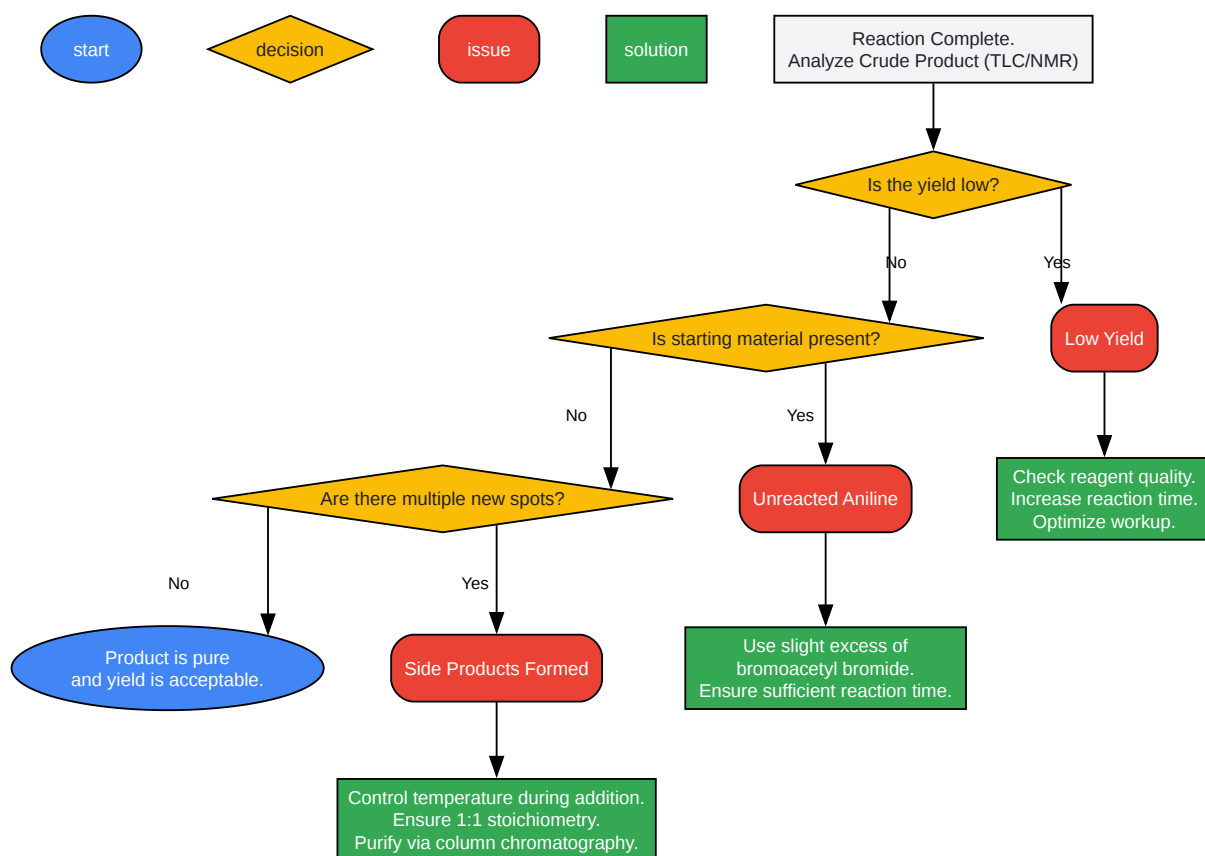 start
decision
issue
solution
Reaction Complete.
Analyze Crude Product (TLC/NMR)
Is the yield low?
No
Yes
Is starting material present?
Low Yield
No
Yes
Check reagent quality.
Increase reaction time.
Optimize workup.
Are there multiple new spots?
Unreacted Aniline
No
Yes
Product is pure
and yield is acceptable.
Side Products Formed
Use slight excess of
bromoacetyl bromide.
Ensure sufficient reaction time.
Control temperature during addition.
Ensure 1:1 stoichiometry.
Purify via column chromatography.